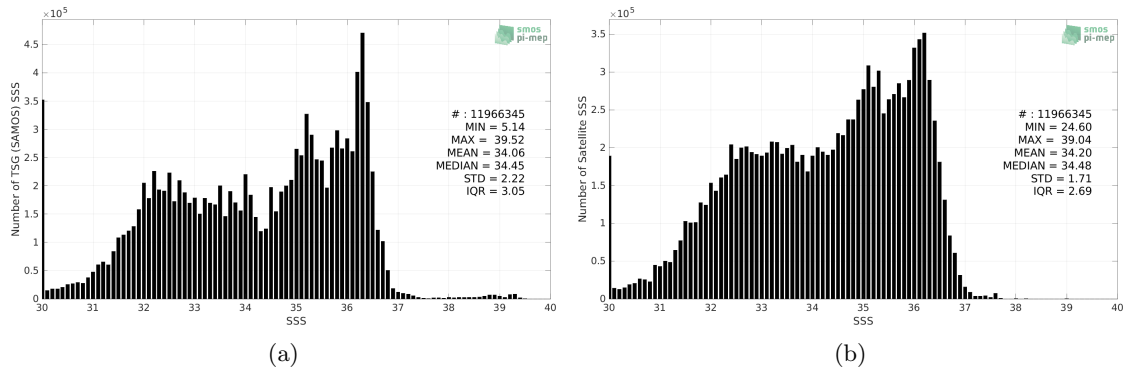 ×10⁵
smos
pi-mep
4.5
4
3.5
3
2.5
2
1.5
1
0.5
0
Number of TSG (SAMOS) SSS
# : 11966345
MIN = 5.14
MAX = 39.52
MEAN = 34.06
MEDIAN = 34.45
STD = 2.22
IQR = 3.05
30 31 32 33 34 35 36 37 38 39 40
SSS
(a)
×10⁵
smos
pi-mep
3.5
3
2.5
2
1.5
1
0.5
0
Number of Satellite SSS
# : 11966345
MIN = 24.60
MAX = 39.04
MEAN = 34.20
MEDIAN = 34.48
STD = 1.71
IQR = 2.69
30 31 32 33 34 35 36 37 38 39 40
SSS
(b)